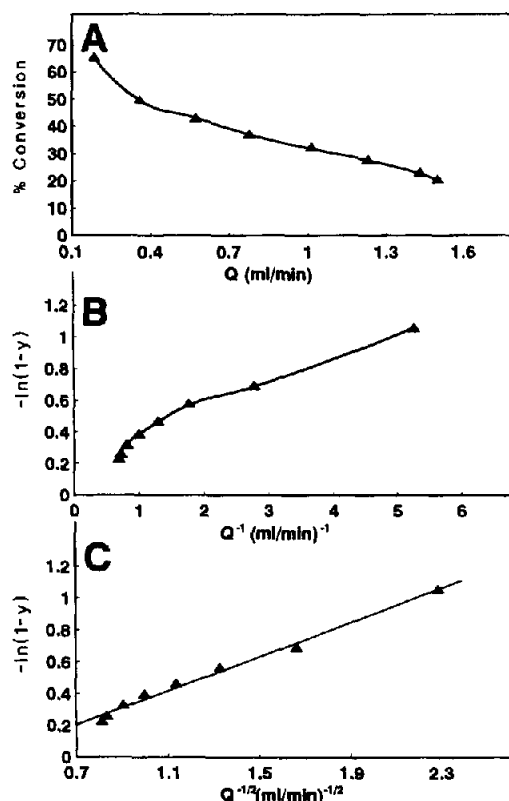 A
% Conversion
70
60
50
40
30
20
10
0
0.1 0.4 0.7 1 1.3 1.6
Q (ml/min)
B
-ln(1-y)
1.2
1
0.8
0.6
0.4
0.2
0
0 1 2 3 4 5 6
Q⁻¹ (ml/min)⁻¹
C
-ln(1-y)
1.2
1
0.8
0.6
0.4
0.2
0
0.7 1.1 1.5 1.9 2.3
Q⁻¹/²(ml/min)⁻¹/²